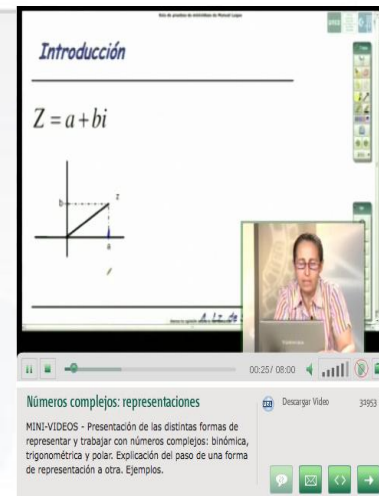 Introducción
Z = a + bi
b
z
a
00:25/ 08:00
Números complejos: representaciones
MINI-VIDEOS - Presentación de las distintas formas de
representar y trabajar con números complejos: binómica,
trigonométrica y polar. Explicación del paso de una forma
de representación a otra. Ejemplos.
Descargar Video
31953